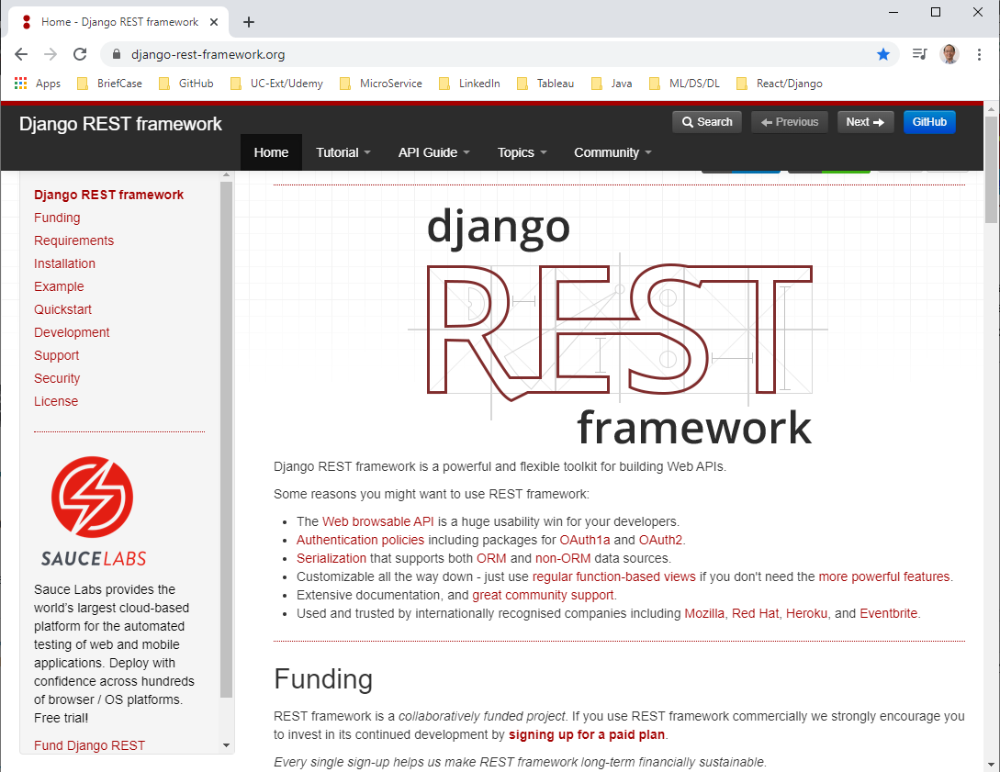 Home - Django REST framework
django-rest-framework.org
Apps BriefCase GitHub UC-Ext/Udemy MicroService LinkedIn Tableau Java ML/DS/DL React/Django
Django REST framework
Search Previous Next GitHub
Home Tutorial API Guide Topics Community
Django REST framework
Funding
Requirements
Installation
Example
Quickstart
Development
Support
Security
License
SAUCELABS
Sauce Labs provides the
world’s largest cloud-based
platform for the automated
testing of web and mobile
applications. Deploy with
confidence across hundreds
of browser / OS platforms.
Free trial!
Fund Django REST
django
REST
framework
Django REST framework is a powerful and flexible toolkit for building Web APIs.
Some reasons you might want to use REST framework:
• The Web browsable API is a huge usability win for your developers.
• Authentication policies including packages for OAuth1a and OAuth2.
• Serialization that supports both ORM and non-ORM data sources.
• Customizable all the way down - just use regular function-based views if you don't need the more powerful features.
• Extensive documentation, and great community support.
• Used and trusted by internationally recognised companies including Mozilla, Red Hat, Heroku, and Eventbrite.
Funding
REST framework is a collaboratively funded project. If you use REST framework commercially we strongly encourage you
to invest in its continued development by signing up for a paid plan.
Every single sign-up helps us make REST framework long-term financially sustainable.